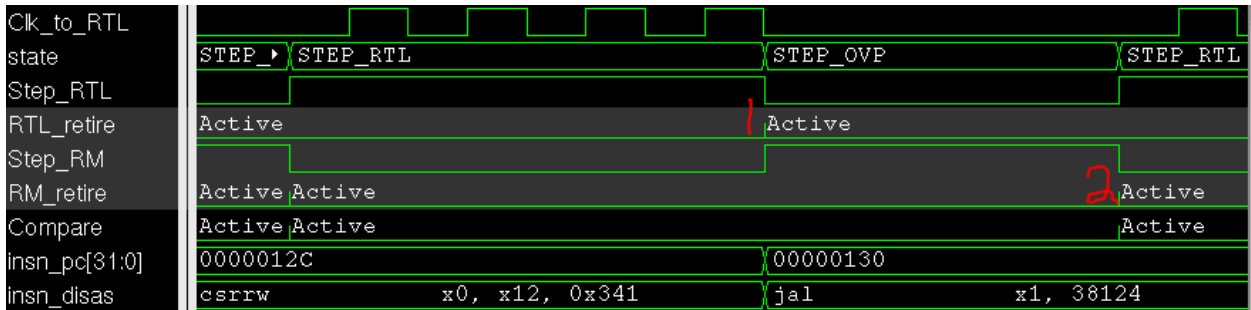 Clk_to_RTL
state STEP_ STEP_RTL STEP_OVP STEP_RTL
Step_RTL
RTL_retire Active 1 Active
Step_RM
RM_retire Active Active 2 Active
Compare Active Active Active
insn_pc[31:0] 0000012C 00000130
insn_disas csrrw x0, x12, 0x341 jal x1, 38124